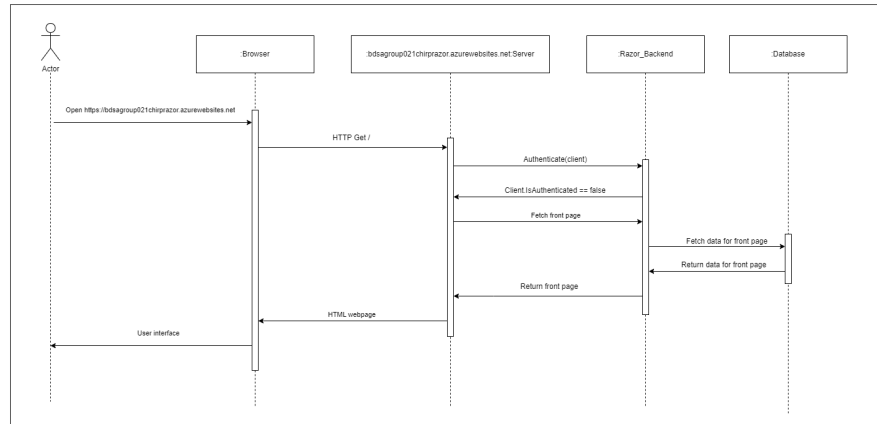 :Browser
:bdsagroup021chirprazor.azurewebsites.net:Server
:Razor_Backend
:Database
Actor
Open https://bdsagroup021chirprazor.azurewebsites.net
HTTP Get /
Authenticate(client)
Client.IsAuthenticated == false
Fetch front page
Fetch data for front page
Return data for front page
Return front page
HTML webpage
User interface